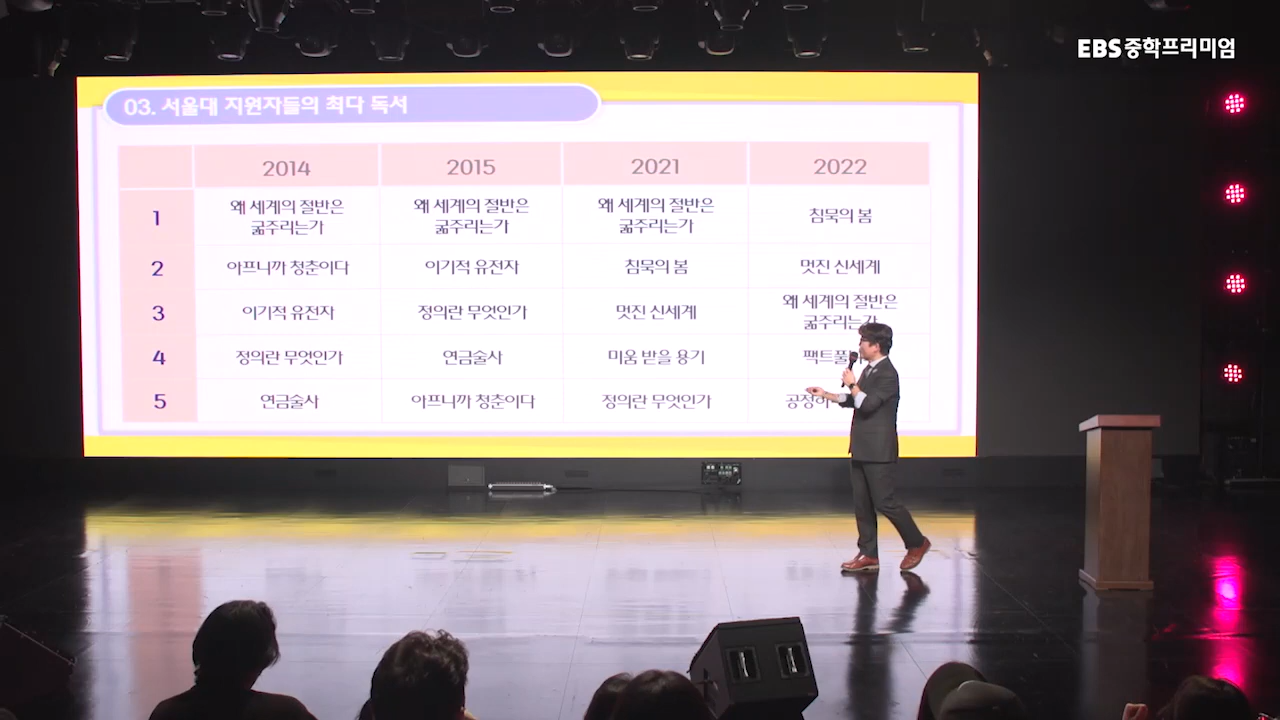 EBS 중학프리미엄
03. 서울대 지원자들의 최다 독서
2014 2015 2021 2022
1 왜 세계의 절반은 굶주리는가 왜 세계의 절반은 굶주리는가 왜 세계의 절반은 굶주리는가 침묵의 봄
2 아프니까 청춘이다 이기적 유전자 침묵의 봄 멋진 신세계
3 이기적 유전자 정의란 무엇인가 멋진 신세계 왜 세계의 절반은 굶주리는가
4 정의란 무엇인가 연금술사 미움 받을 용기
5 연금술사 아프니까 청춘이다 정의란 무엇인가